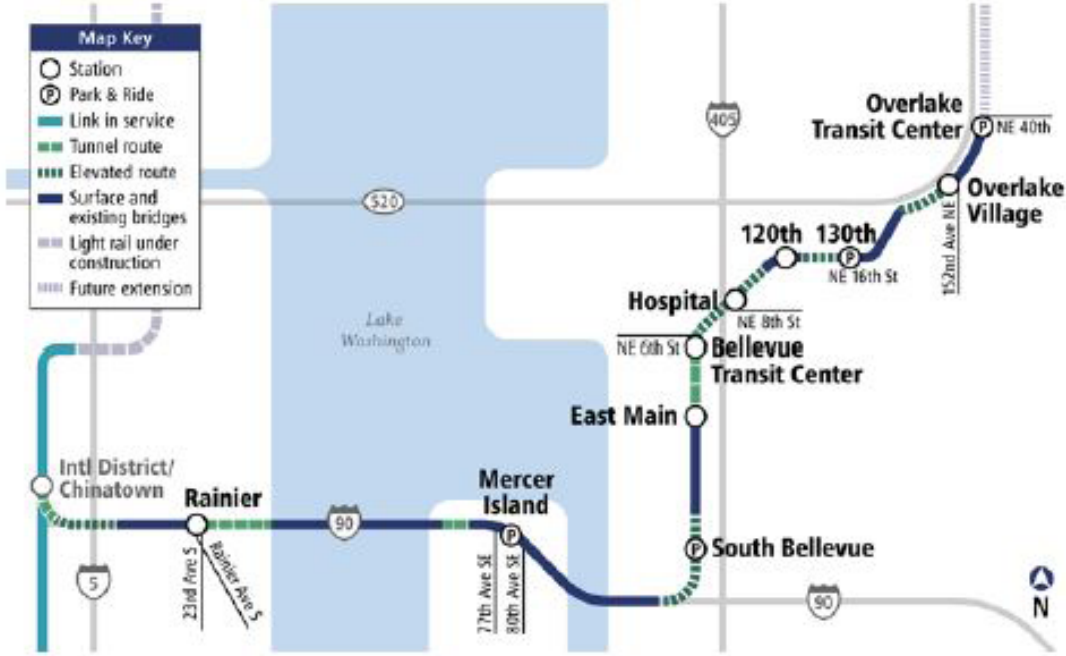 Map Key
Station
P Park & Ride
Link in service
Tunnel route
Elevated route
Surface and
existing bridges
Light rail under
construction
Future extension
405
Overlake
Transit Center
P
NE 40th
520
Overlake
Village
152nd Ave NE
120th
130th
P
NE 16th St
Hospital
NE 8th St
Lake
Washington
NE 6th St
Bellevue
Transit Center
East Main
Intl District/
Chinatown
Rainier
90
Mercer
Island
P
P
South Bellevue
23rd Ave S
Rainier Ave S
77th Ave SE
80th Ave SE
5
90
N